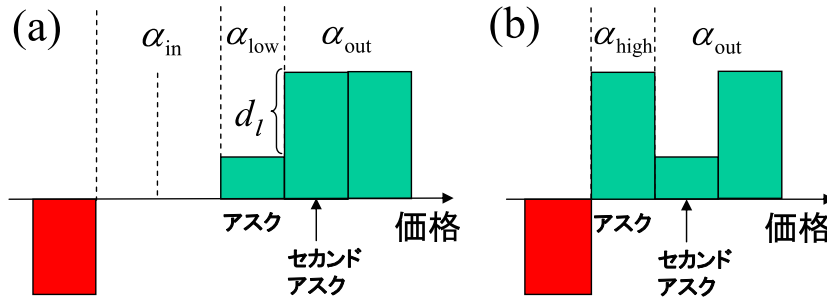 (a)
α_in
α_low
α_out
d_l
アスク
価格
セカンド
アスク
(b)
α_high
α_out
アスク
価格
セカンド
アスク